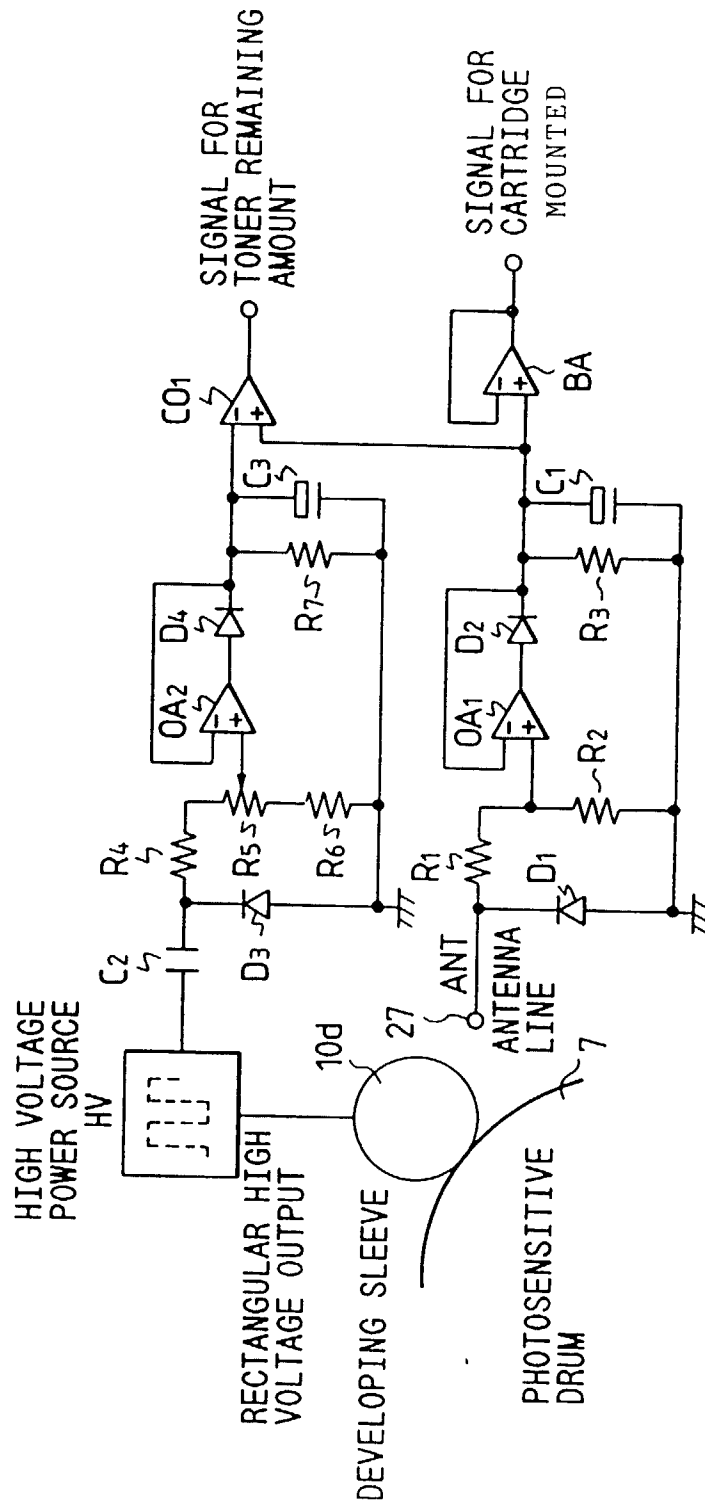 HIGH VOLTAGE
POWER SOURCE
HV
RECTANGULAR HIGH
VOLTAGE OUTPUT
DEVELOPING SLEEVE
PHOTOSENSITIVE
DRUM
10d
7
27
ANT
ANTENNA
LINE
C2
R4
D3
R5
R6
OA2
D4
R7
C3
CO1
SIGNAL FOR
TONER REMAINING
AMOUNT
R1
D1
R2
OA1
D2
R3
C1
BA
SIGNAL FOR
CARTRIDGE
MOUNTED
- + 
- +
- +
- +